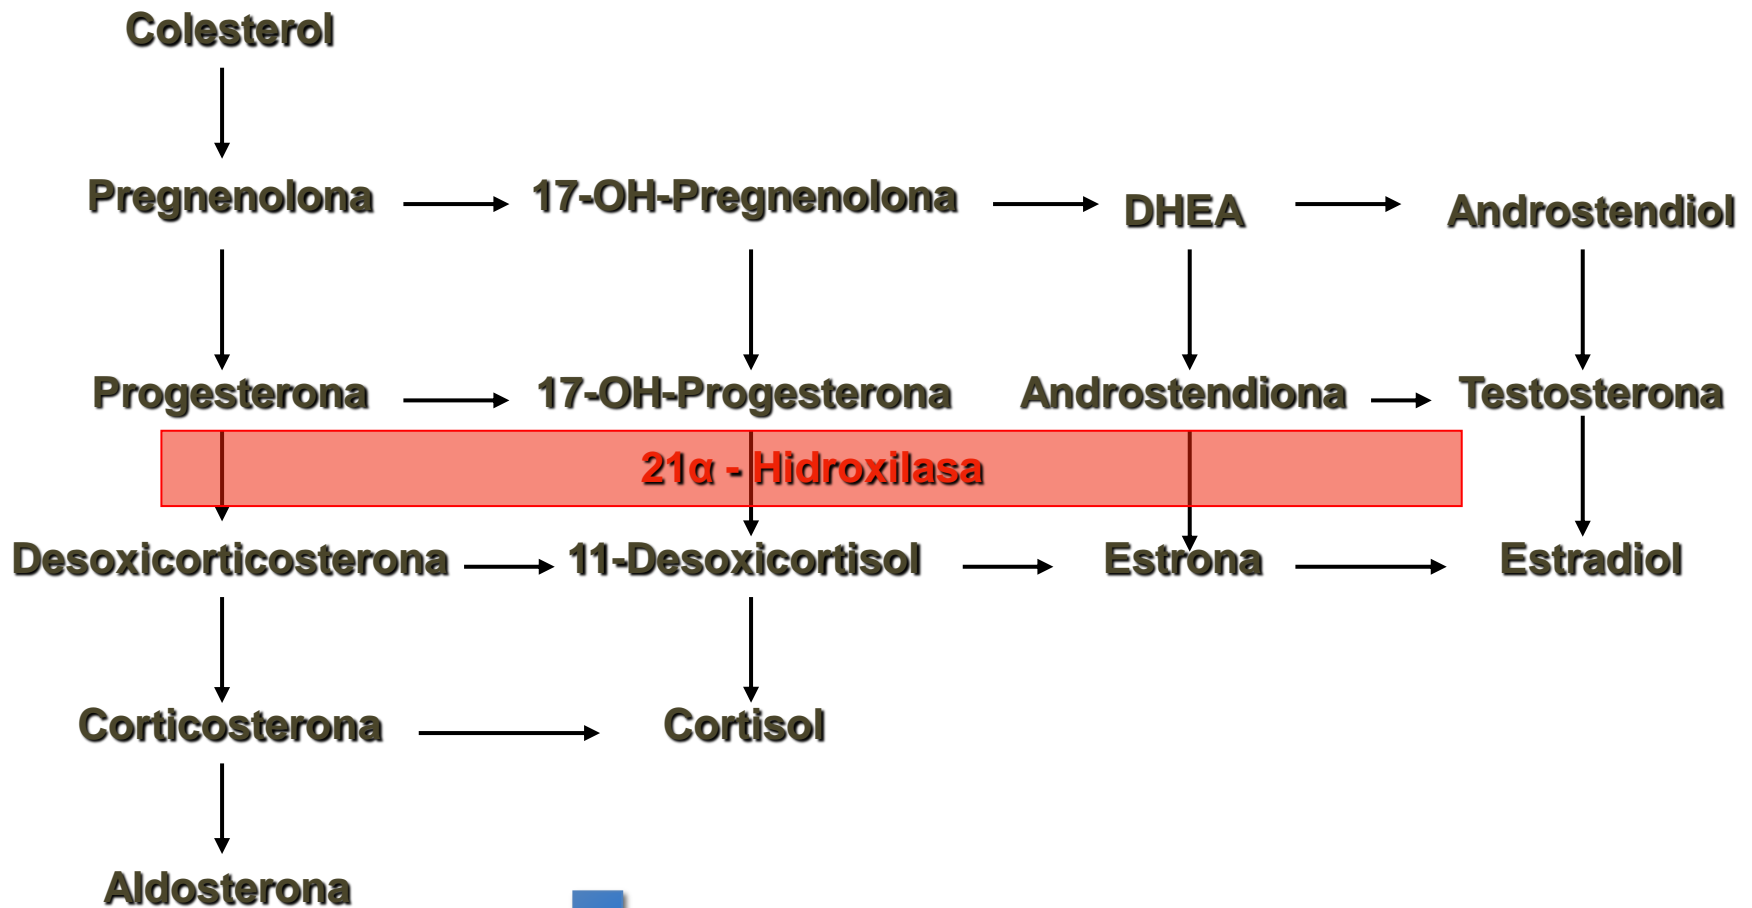 Colesterol
Pregnenolona
17-OH-Pregnenolona
DHEA
Androstendiol
Progesterona
17-OH-Progesterona
Androstendiona
Testosterona
21α - Hidroxilasa
Desoxicorticosterona
11-Desoxicortisol
Estrona
Estradiol
Corticosterona
Cortisol
Aldosterona